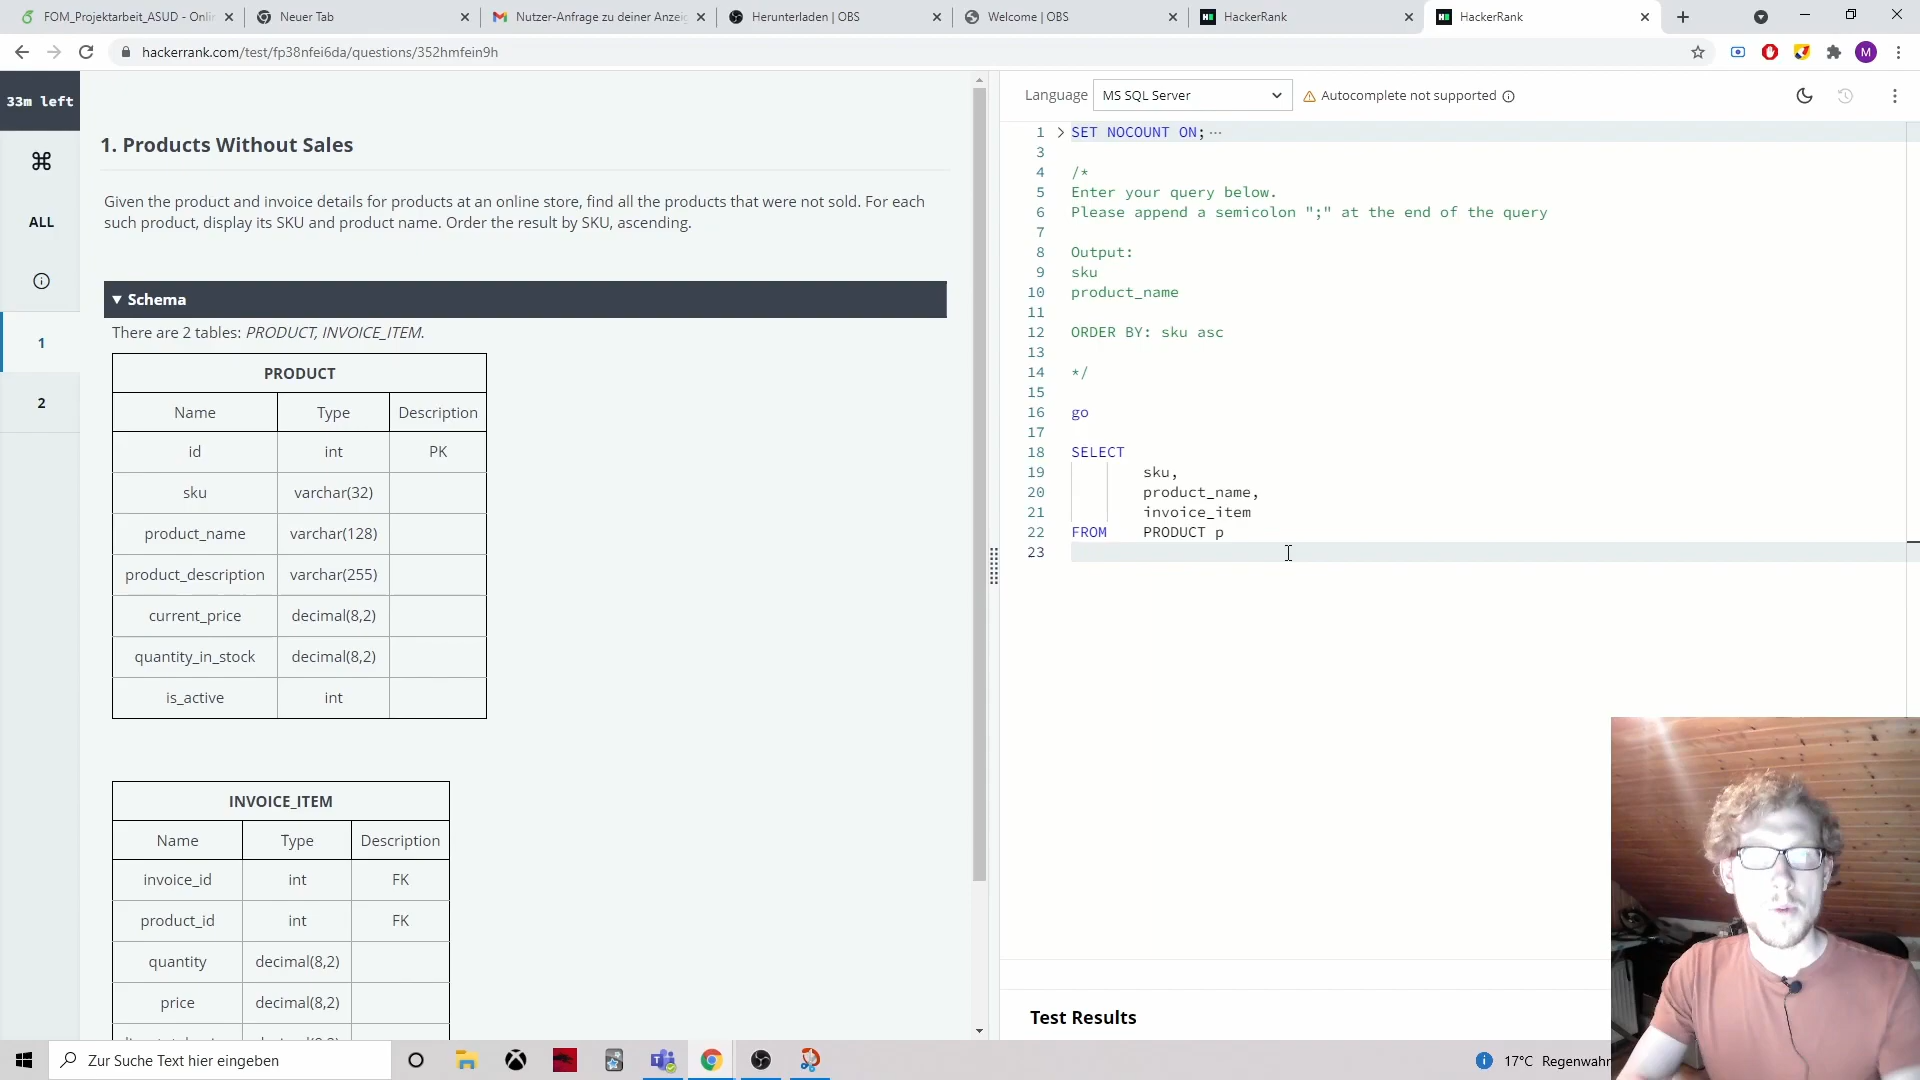 FOM_Projektarbeit_ASUD - Onli
Neuer Tab
Nutzer-Anfrage zu deiner Anzeig
Herunterladen | OBS
Welcome | OBS
HackerRank
HackerRank
hackerrank.com/test/fp38nfei6da/questions/352hmfein9h
M
33m left
ALL
1
2
1. Products Without Sales
Given the product and invoice details for products at an online store, find all the products that were not sold. For each
such product, display its SKU and product name. Order the result by SKU, ascending.
▼ Schema
There are 2 tables: PRODUCT, INVOICE_ITEM.
PRODUCT
Name Type Description
id int PK
sku varchar(32)
product_name varchar(128)
product_description varchar(255)
current_price decimal(8,2)
quantity_in_stock decimal(8,2)
is_active int
INVOICE_ITEM
Name Type Description
invoice_id int FK
product_id int FK
quantity decimal(8,2)
price decimal(8,2)
Language MS SQL Server Autocomplete not supported
1 > SET NOCOUNT ON; ···
3
4 /*
5 Enter your query below.
6 Please append a semicolon ";" at the end of the query
7
8 Output:
9 sku
10 product_name
11
12 ORDER BY: sku asc
13
14 */
15
16 go
17
18 SELECT
19 sku,
20 product_name,
21 invoice_item
22 FROM PRODUCT p
23
Test Results
Zur Suche Text hier eingeben
17°C Regenwahr